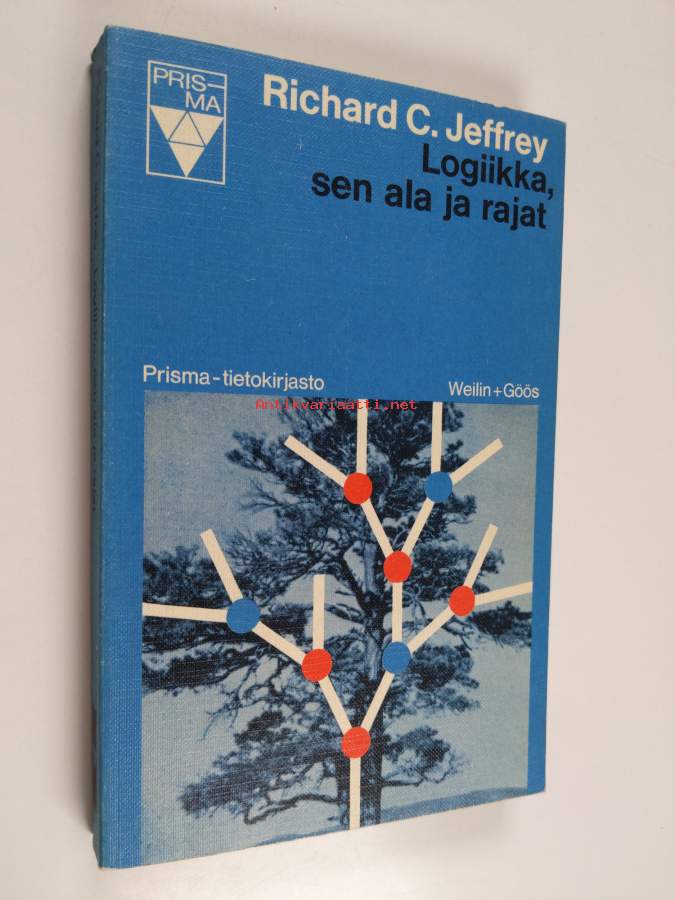 PRIS-
MA
Richard C. Jeffrey
Logiikka,
sen ala ja rajat
Prisma-tietokirjasto
Weilin+Göös
Antikvariaatti.net